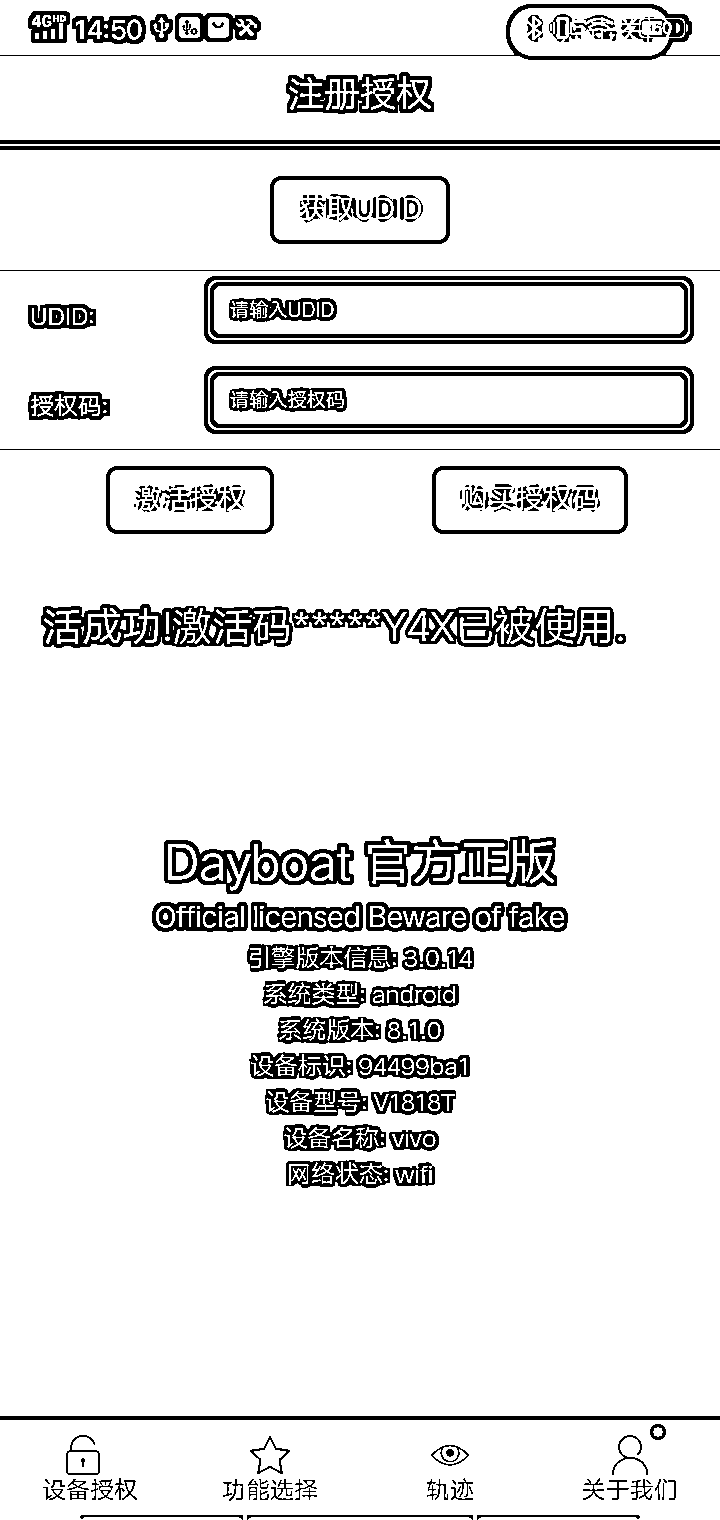 4G HD 14:50
注册授权
获取UDID
UDID: 请输入UDID
授权码: 请输入授权码
激活授权 购买授权码
活成功!激活码*****Y4X已被使用.
Dayboat 官方正版
Official licensed Beware of fake
引擎版本信息: 3.0.14
系统类型: android
系统版本: 8.1.0
设备标识: 94499ba1
设备型号: V1818T
设备名称: vivo
网络状态: wifi
设备授权 功能选择 轨迹 关于我们